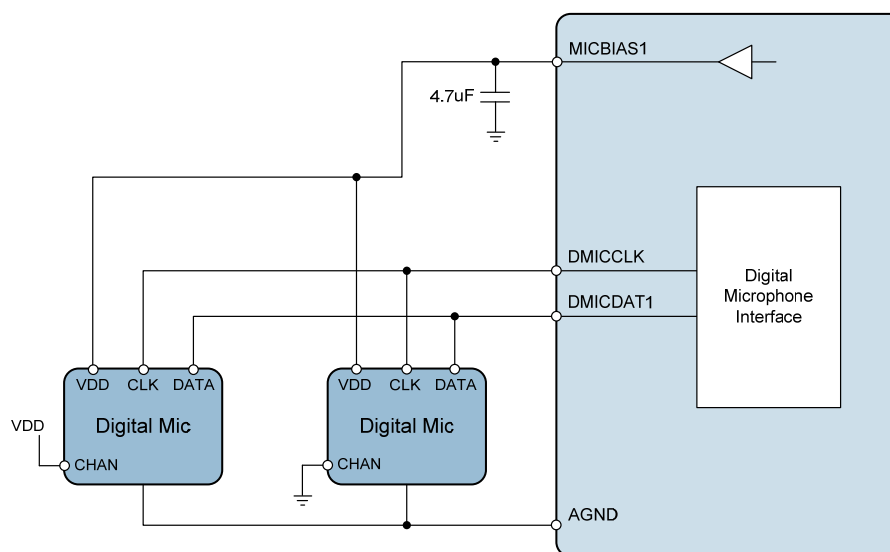 MICBIAS1
4.7uF
DMICCLK
DMICDAT1
Digital
Microphone
Interface
VDD CLK DATA
Digital Mic
VDD
CHAN
VDD CLK DATA
Digital Mic
CHAN
AGND